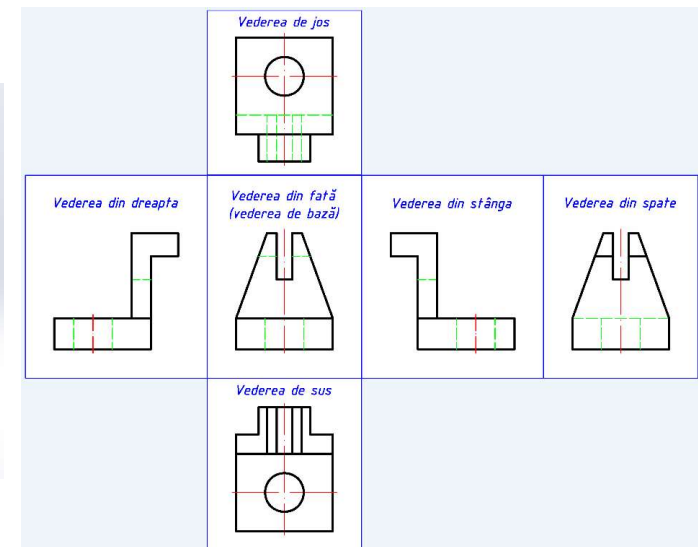 Vederea de jos
Vederea din dreapta
Vederea din fată
(vederea de bază)
Vederea din stânga
Vederea din spate
Vederea de sus